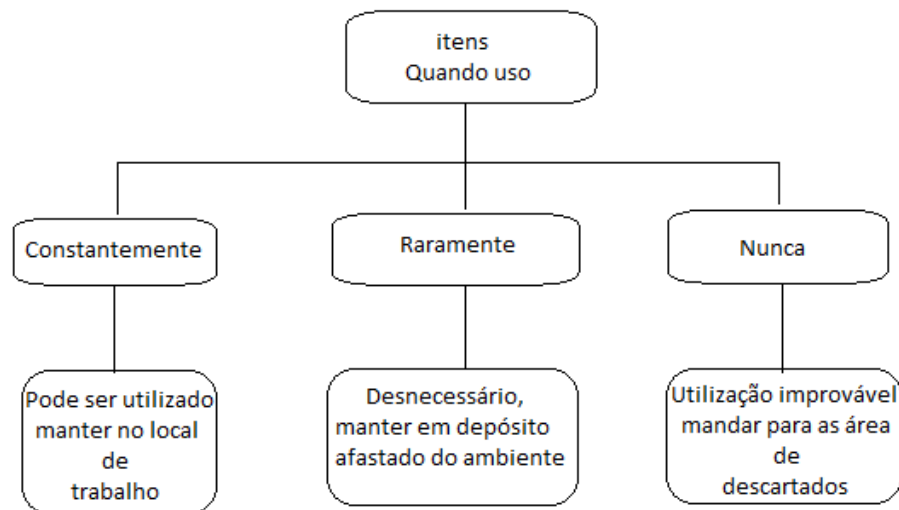 itens
Quando uso
Constantemente
Raramente
Nunca
Pode ser utilizado
manter no local
de
trabalho
Desnecessário,
manter em depósito
afastado do ambiente
Utilização improvável
mandar para as área
de
descartados